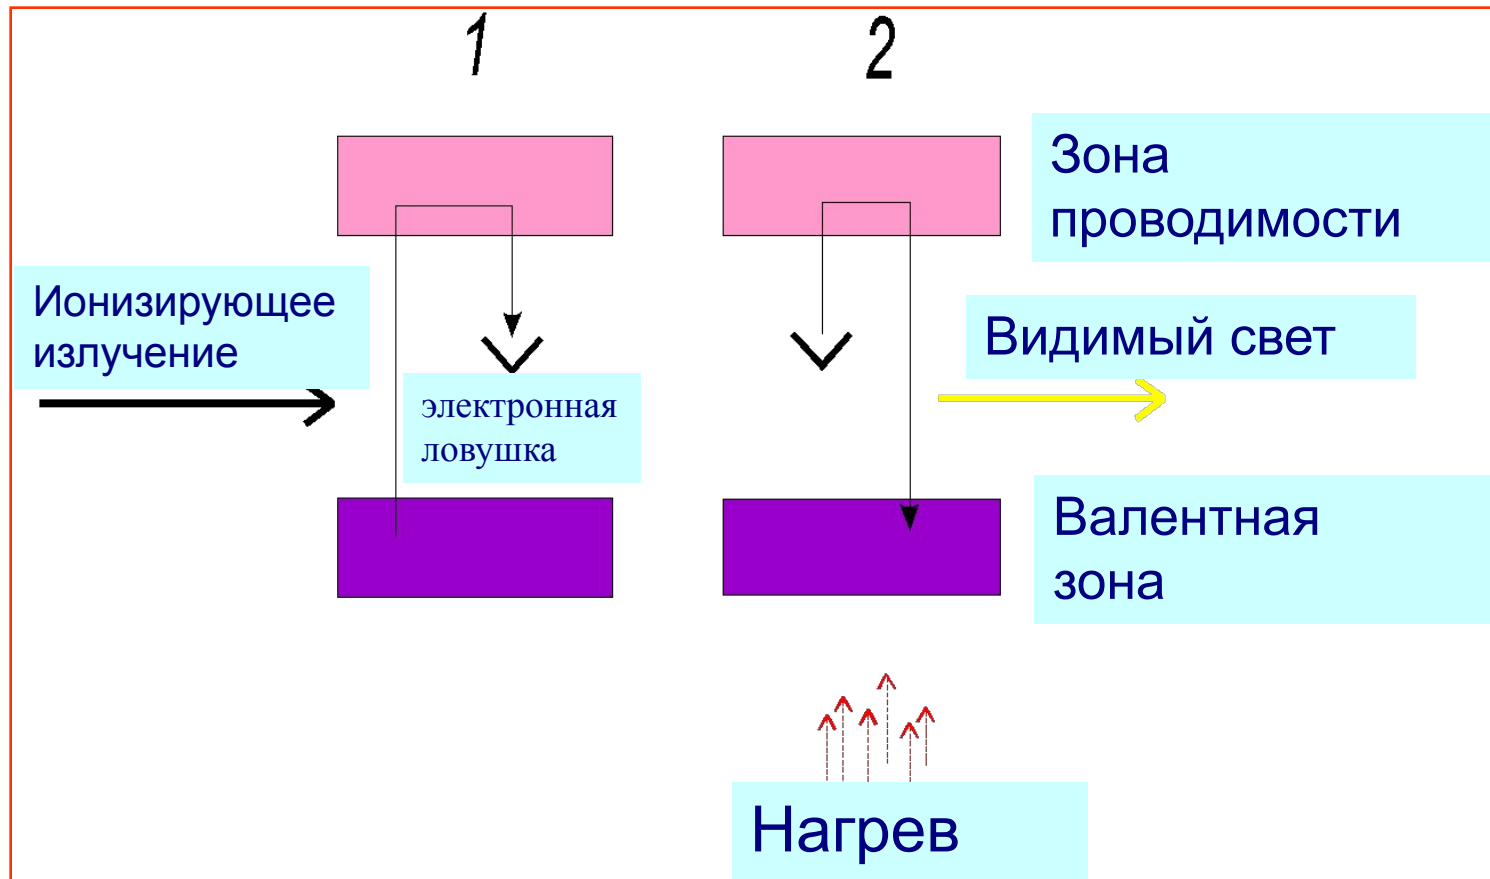 1
2
Зона
проводимости
Ионизирующее
излучение
Видимый свет
электронная
ловушка
Валентная
зона
Нагрев